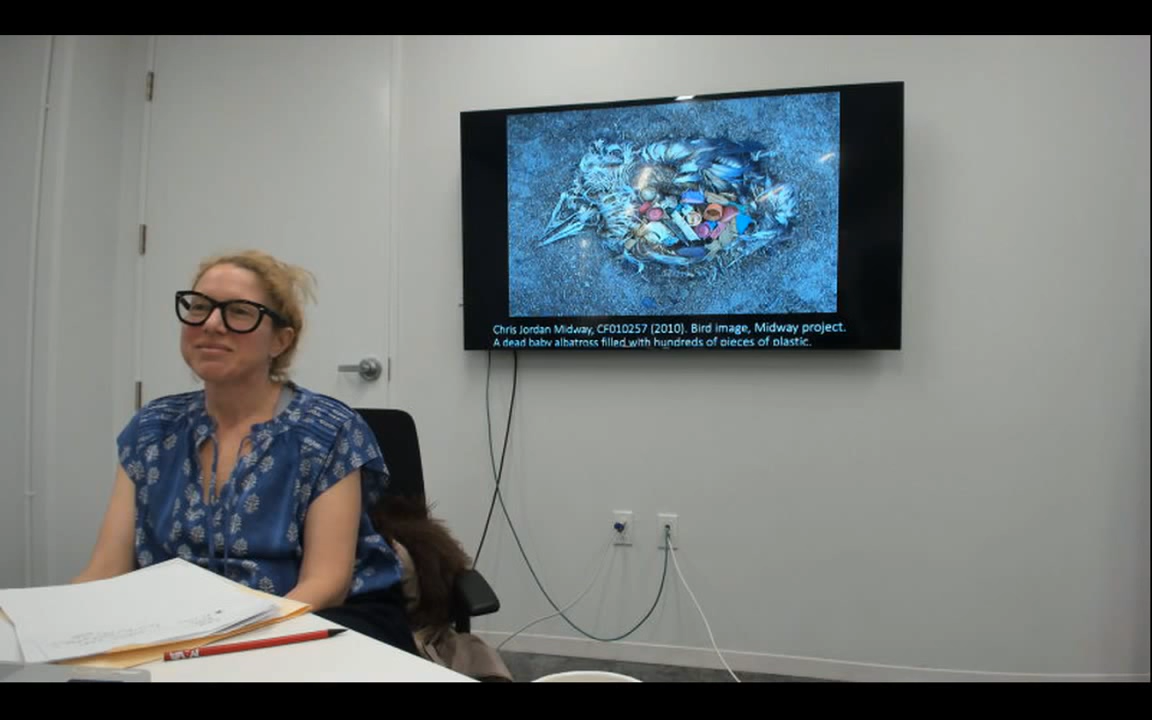 Chris Jordan Midway, CF010257 (2010). Bird image, Midway project.
A dead baby albatross filled with hundreds of pieces of plastic.